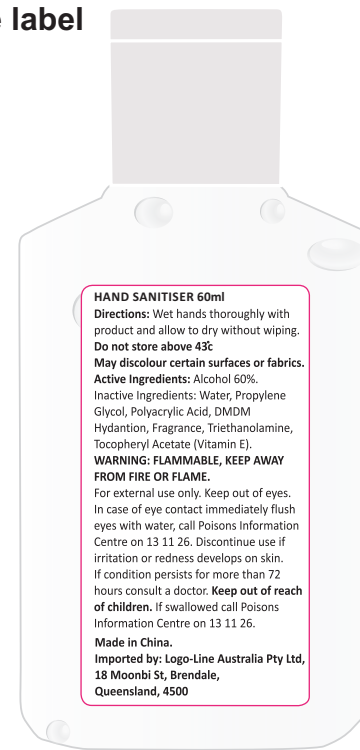 label
HAND SANITISER 60ml
Directions: Wet hands thoroughly with
product and allow to dry without wiping.
Do not store above 43°c
May discolour certain surfaces or fabrics.
Active Ingredients: Alcohol 60%.
Inactive Ingredients: Water, Propylene
Glycol, Polyacrylic Acid, DMDM
Hydantion, Fragrance, Triethanolamine,
Tocopheryl Acetate (Vitamin E).
WARNING: FLAMMABLE, KEEP AWAY
FROM FIRE OR FLAME.
For external use only. Keep out of eyes.
In case of eye contact immediately flush
eyes with water, call Poisons Information
Centre on 13 11 26. Discontinue use if
irritation or redness develops on skin.
If condition persists for more than 72
hours consult a doctor. Keep out of reach
of children. If swallowed call Poisons
Information Centre on 13 11 26.
Made in China.
Imported by: Logo-Line Australia Pty Ltd,
18 Moonbi St, Brendale,
Queensland, 4500